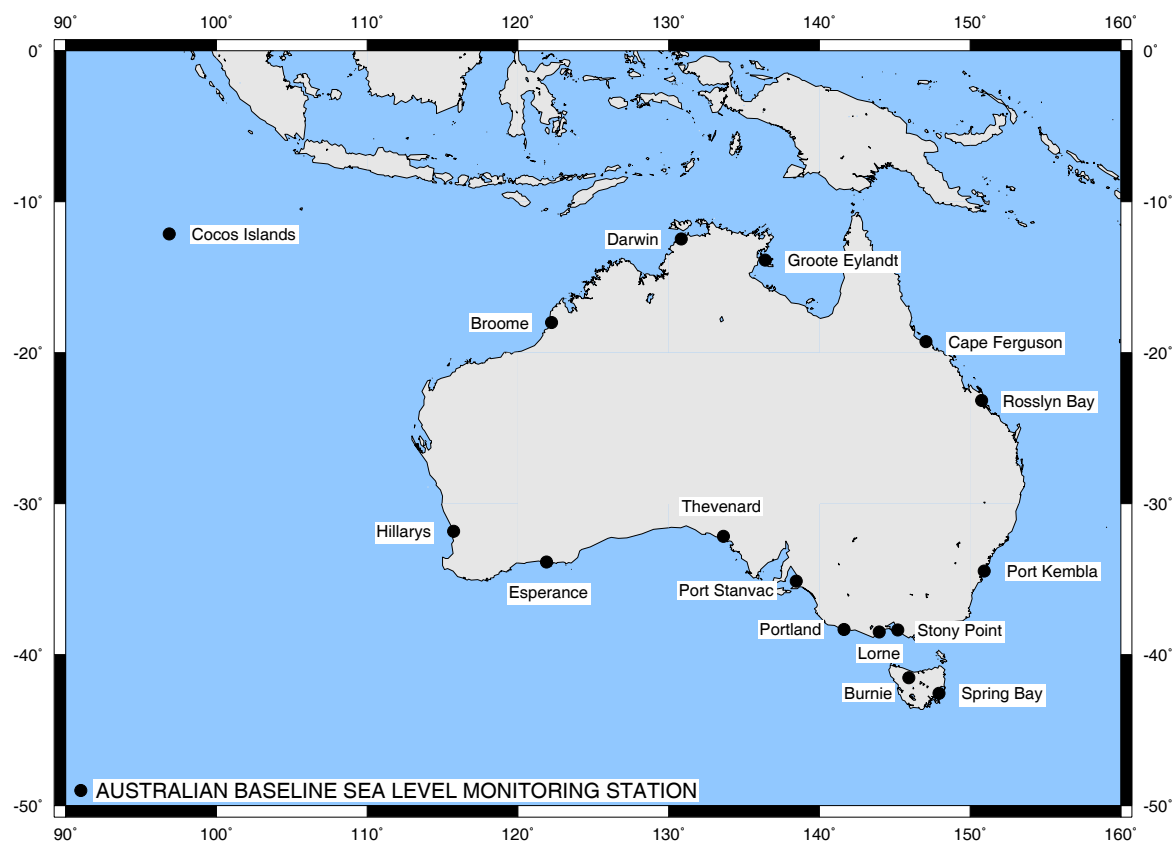 90˚ 100˚ 110˚ 120˚ 130˚ 140˚ 150˚ 160˚
0˚ 0˚
-10˚ -10˚
Cocos Islands
Darwin
Groote Eylandt
Broome
Cape Ferguson
-20˚ -20˚
Rosslyn Bay
-30˚ -30˚
Thevenard
Hillarys
Port Kembla
Esperance
Port Stanvac
Portland
Stony Point
Lorne
-40˚ -40˚
Burnie
Spring Bay
AUSTRALIAN BASELINE SEA LEVEL MONITORING STATION
-50˚ -50˚
90˚ 100˚ 110˚ 120˚ 130˚ 140˚ 150˚ 160˚